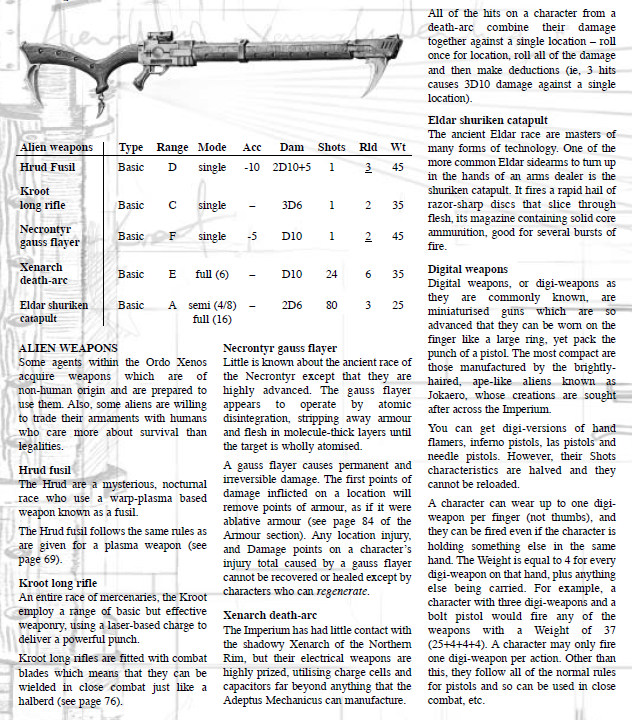 Alien weapons Type Range Mode Acc Dam Shots Rld Wt
Hrud Fusil Basic D single -10 2D10+5 1 3 45
Kroot
long rifle Basic C single – 3D6 1 2 35
Necrontyr
gauss flayer Basic F single -5 D10 1 2 45
Xenarch
death-arc Basic E full (6) – D10 24 6 35
Eldar shuriken Basic A semi (4/8) – 2D6 80 3 25
catapult full (16)
ALIEN WEAPONS
Some agents within the Ordo Xenos
acquire weapons which are of
non-human origin and are prepared to
use them. Also, some aliens are willing
to trade their armaments with humans
who care more about survival than
legalities.
Hrud fusil
The Hrud are a mysterious, nocturnal
race who use a warp-plasma based
weapon known as a fusil.
The Hrud fusil follows the same rules as
are given for a plasma weapon (see
page 69).
Kroot long rifle
An entire race of mercenaries, the Kroot
employ a range of basic but effective
weaponry, using a laser-based charge to
deliver a powerful punch.
Kroot long rifles are fitted with combat
blades which means that they can be
wielded in close combat just like a
halberd (see page 76).
Necrontyr gauss flayer
Little is known about the ancient race of
the Necrontyr except that they are
highly advanced. The gauss flayer
appears to operate by atomic
disintegration, stripping away armour
and flesh in molecule-thick layers until
the target is wholly atomised.
A gauss flayer causes permanent and
irreversible damage. The first points of
damage inflicted on a location will
remove points of armour, as if it were
ablative armour (see page 84 of the
Armour section). Any location injury,
and Damage points on a character's
injury total caused by a gauss flayer
cannot be recovered or healed except by
characters who can regenerate.
Xenarch death-arc
The Imperium has had little contact with
the shadowy Xenarch of the Northern
Rim, but their electrical weapons are
highly prized, utilising charge cells and
capacitors far beyond anything that the
Adeptus Mechanicus can manufacture.
All of the hits on a character from a
death-arc combine their damage
together against a single location – roll
once for location, roll all of the damage
and then make deductions (ie, 3 hits
causes 3D10 damage against a single
location).
Eldar shuriken catapult
The ancient Eldar race are masters of
many forms of technology. One of the
more common Eldar sidearms to turn up
in the hands of an arms dealer is the
shuriken catapult. It fires a rapid hail of
razor-sharp discs that slice through
flesh, its magazine containing solid core
ammunition, good for several bursts of
fire.
Digital weapons
Digital weapons, or digi-weapons as
they are commonly known, are
miniaturised guns which are so
advanced that they can be worn on the
finger like a large ring, yet pack the
punch of a pistol. The most compact are
those manufactured by the brightly-
haired, ape-like aliens known as
Jokaero, whose creations are sought
after across the Imperium.
You can get digi-versions of hand
flamers, inferno pistols, las pistols and
needle pistols. However, their Shots
characteristics are halved and they
cannot be reloaded.
A character can wear up to one digi-
weapon per finger (not thumbs), and
they can be fired even if the character is
holding something else in the same
hand. The Weight is equal to 4 for every
digi-weapon on that hand, plus anything
else being carried. For example, a
character with three digi-weapons and a
bolt pistol would fire any of the
weapons with a Weight of 37
(25+4+4+4). A character may only fire
one digi-weapon per action. Other than
this, they follow all of the normal rules
for pistols and so can be used in close
combat, etc.